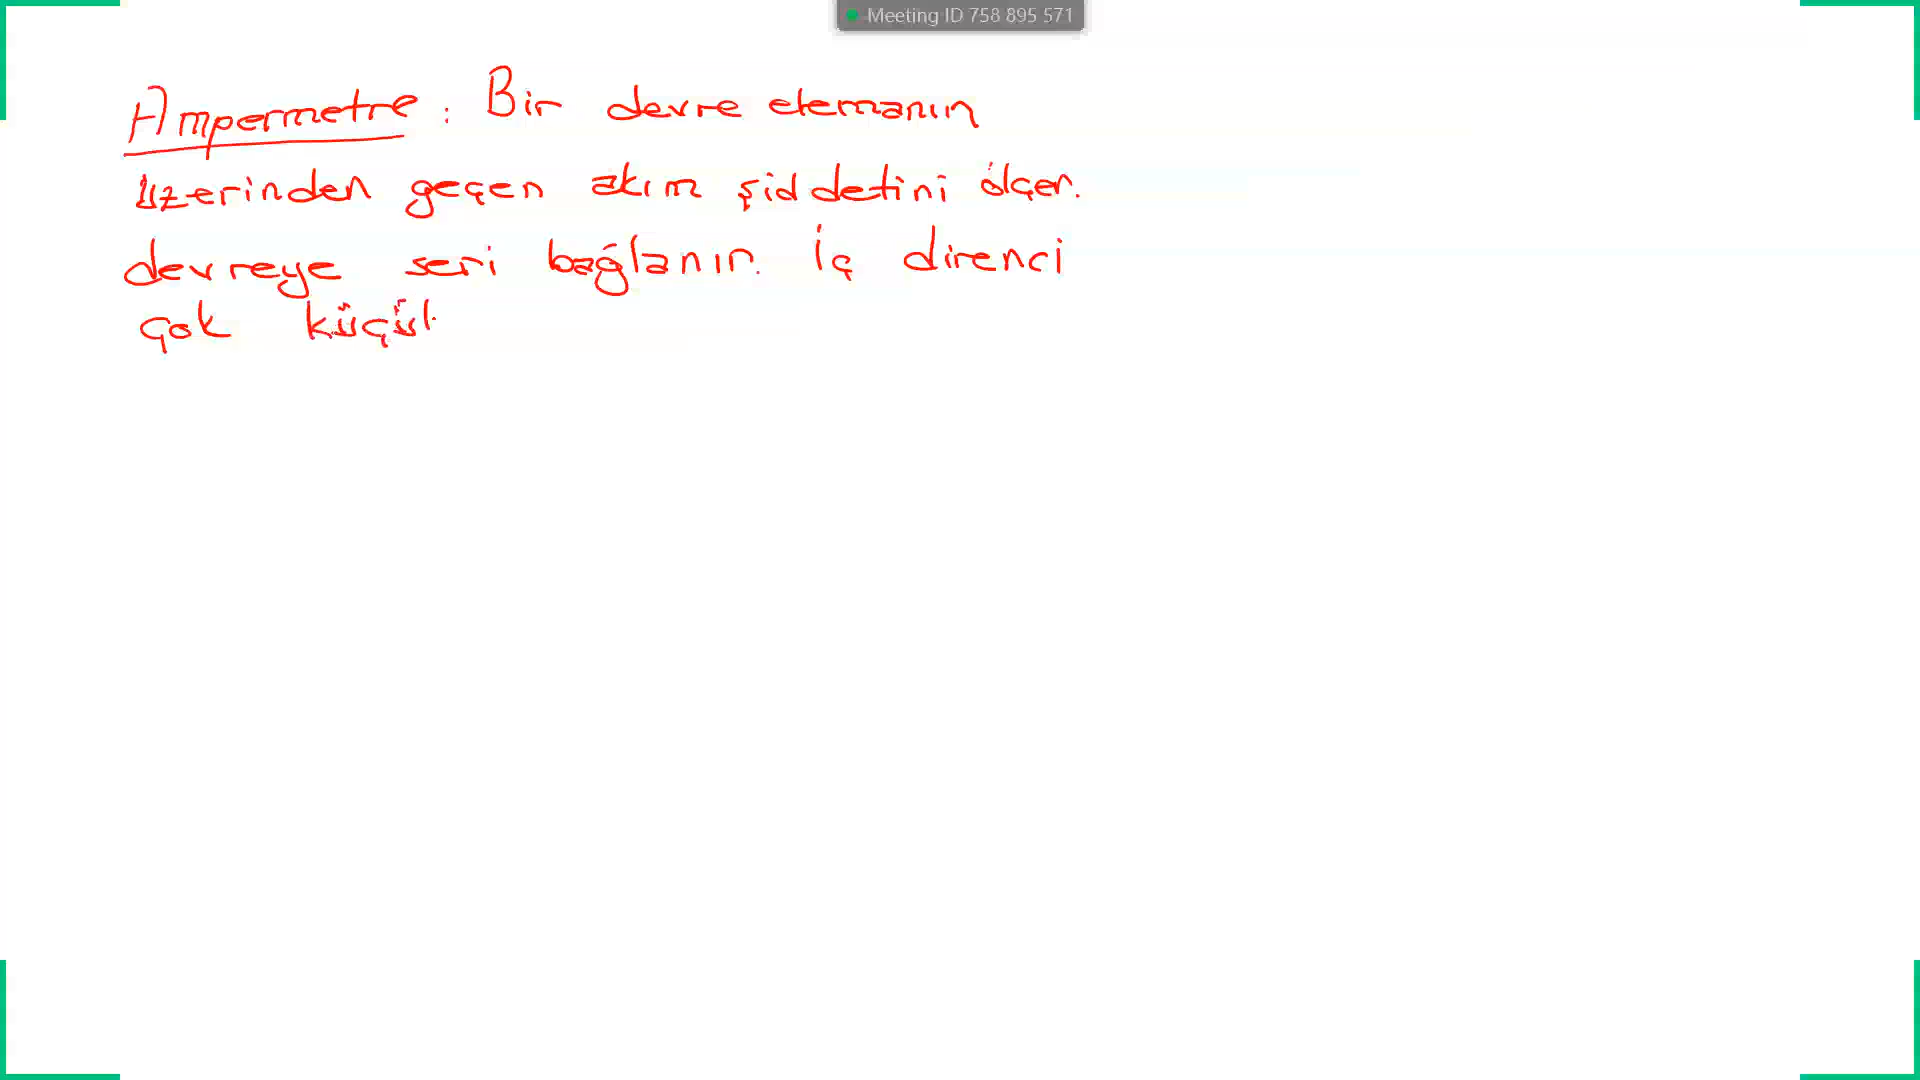 Meeting ID 758 895 571
Ampermetre : Bir devre elemanın
üzerinden geçen akım şiddetini ölçer.
devreye seri bağlanır. İç direnci
çok